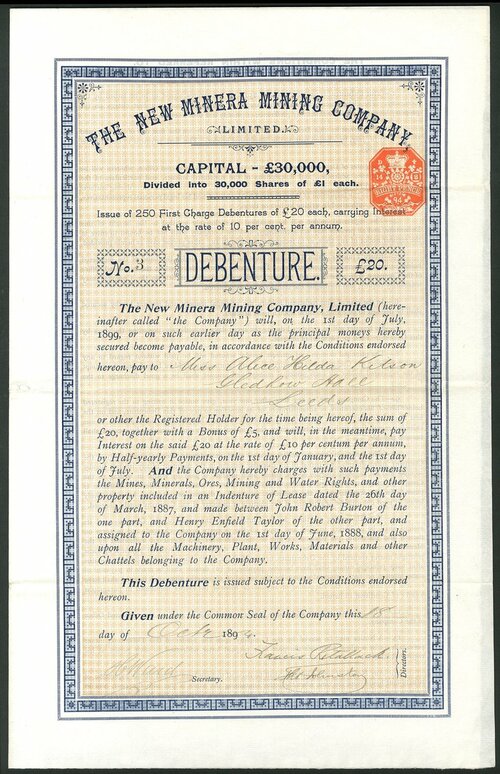 THE NEW MINERA MINING COMPANY,
LIMITED.
CAPITAL - £30,000,
Divided into 30,000 Shares of £1 each.
Issue of 250 First Charge Debentures of £20 each, carrying Interest
at the rate of 10 per cent. per annum.
No. 3 DEBENTURE. £20.
The New Minera Mining Company, Limited (here-
inafter called "the Company") will, on the 1st day of July,
1899, or on such earlier day as the principal moneys hereby
secured become payable, in accordance with the Conditions endorsed
hereon, pay to Miss Alice Hilda Kitson
Gledhow Hall
Leeds
or other the Registered Holder for the time being hereof, the sum of
£20, together with a Bonus of £5, and will, in the meantime, pay
Interest on the said £20 at the rate of £10 per centum per annum,
by Half-yearly Payments, on the 1st day of January, and the 1st day
of July. And the Company hereby charges with such payments
the Mines, Minerals, Ores, Mining and Water Rights, and other
property included in an Indenture of Lease dated the 26th day
of March, 1887, and made between John Robert Burton of the
one part, and Henry Enfield Taylor of the other part, and
assigned to the Company on the 1st day of June, 1888, and also
upon all the Machinery, Plant, Works, Materials and other
Chattels belonging to the Company.
This Debenture is issued subject to the Conditions endorsed
hereon.
Given under the Common Seal of the Company this 18
day of Octr 1894.
Francis
Secretary.
Directors.